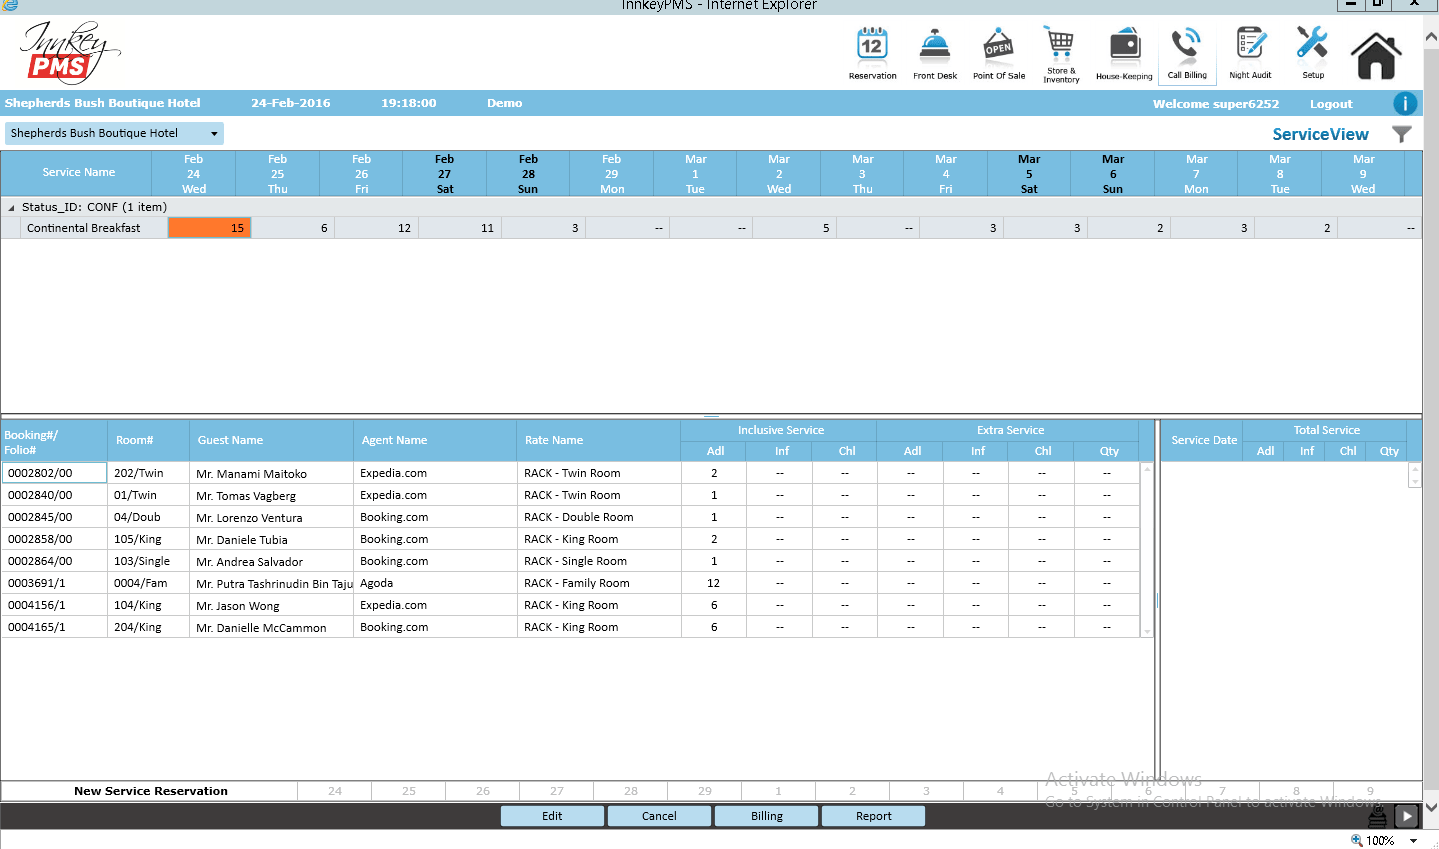 InnkeyPMS - Internet Explorer
Innkey
PMS
12
OPEN
Reservation Front Desk Point Of Sale Store & Inventory House-Keeping Call Billing Night Audit Setup
Shepherds Bush Boutique Hotel 24-Feb-2016 19:18:00 Demo Welcome super6252 Logout i
Shepherds Bush Boutique Hotel ServiceView
Feb Feb Feb Feb Feb Feb Mar Mar Mar Mar Mar Mar Mar Mar Mar
Service Name 24 25 26 27 28 29 1 2 3 4 5 6 7 8 9
Wed Thu Fri Sat Sun Mon Tue Wed Thu Fri Sat Sun Mon Tue Wed
Status_ID: CONF (1 item)
Continental Breakfast 15 6 12 11 3 -- -- 5 -- 3 3 2 3 2 --
Inclusive Service Extra Service Total Service
Booking#/ Folio# Room# Guest Name Agent Name Rate Name Adl Inf Chl Adl Inf Chl Qty Service Date Adl Inf Chl Qty
0002802/00 202/Twin Mr. Manami Maitoko Expedia.com RACK - Twin Room 2 -- -- -- -- -- --
0002840/00 01/Twin Mr. Tomas Vagberg Expedia.com RACK - Twin Room 1 -- -- -- -- -- --
0002845/00 04/Doub Mr. Lorenzo Ventura Booking.com RACK - Double Room 1 -- -- -- -- -- --
0002858/00 105/King Mr. Daniele Tubia Booking.com RACK - King Room 2 -- -- -- -- -- --
0002864/00 103/Single Mr. Andrea Salvador Booking.com RACK - Single Room 1 -- -- -- -- -- --
0003691/1 0004/Fam Mr. Putra Tashrinudin Bin Taju Agoda RACK - Family Room 12 -- -- -- -- -- --
0004156/1 104/King Mr. Jason Wong Expedia.com RACK - King Room 6 -- -- -- -- -- --
0004165/1 204/King Mr. Danielle McCammon Booking.com RACK - King Room 6 -- -- -- -- -- --
Activate Windows
New Service Reservation 24 25 26 27 28 29 1 2 3 4 5 6 7 8 9
Go to System in Control Panel to activate Windows.
Edit Cancel Billing Report
100%